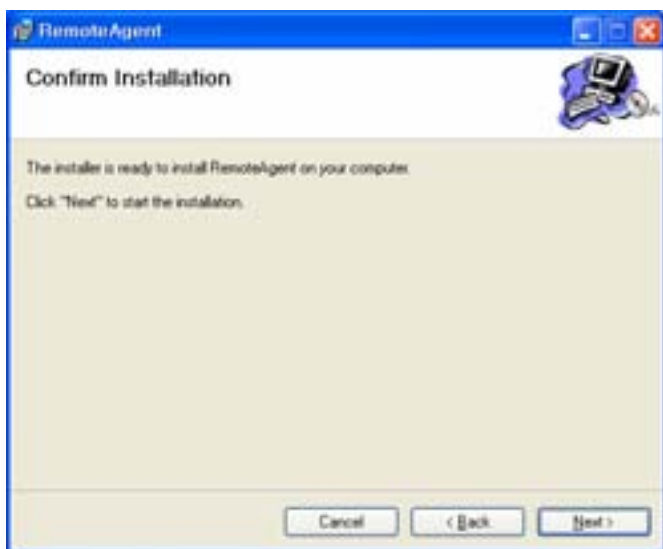 RemoteAgent
Confirm Installation
The installer is ready to install RemoteAgent on your computer.
Click "Next" to start the installation.
Cancel
< Back
Next >